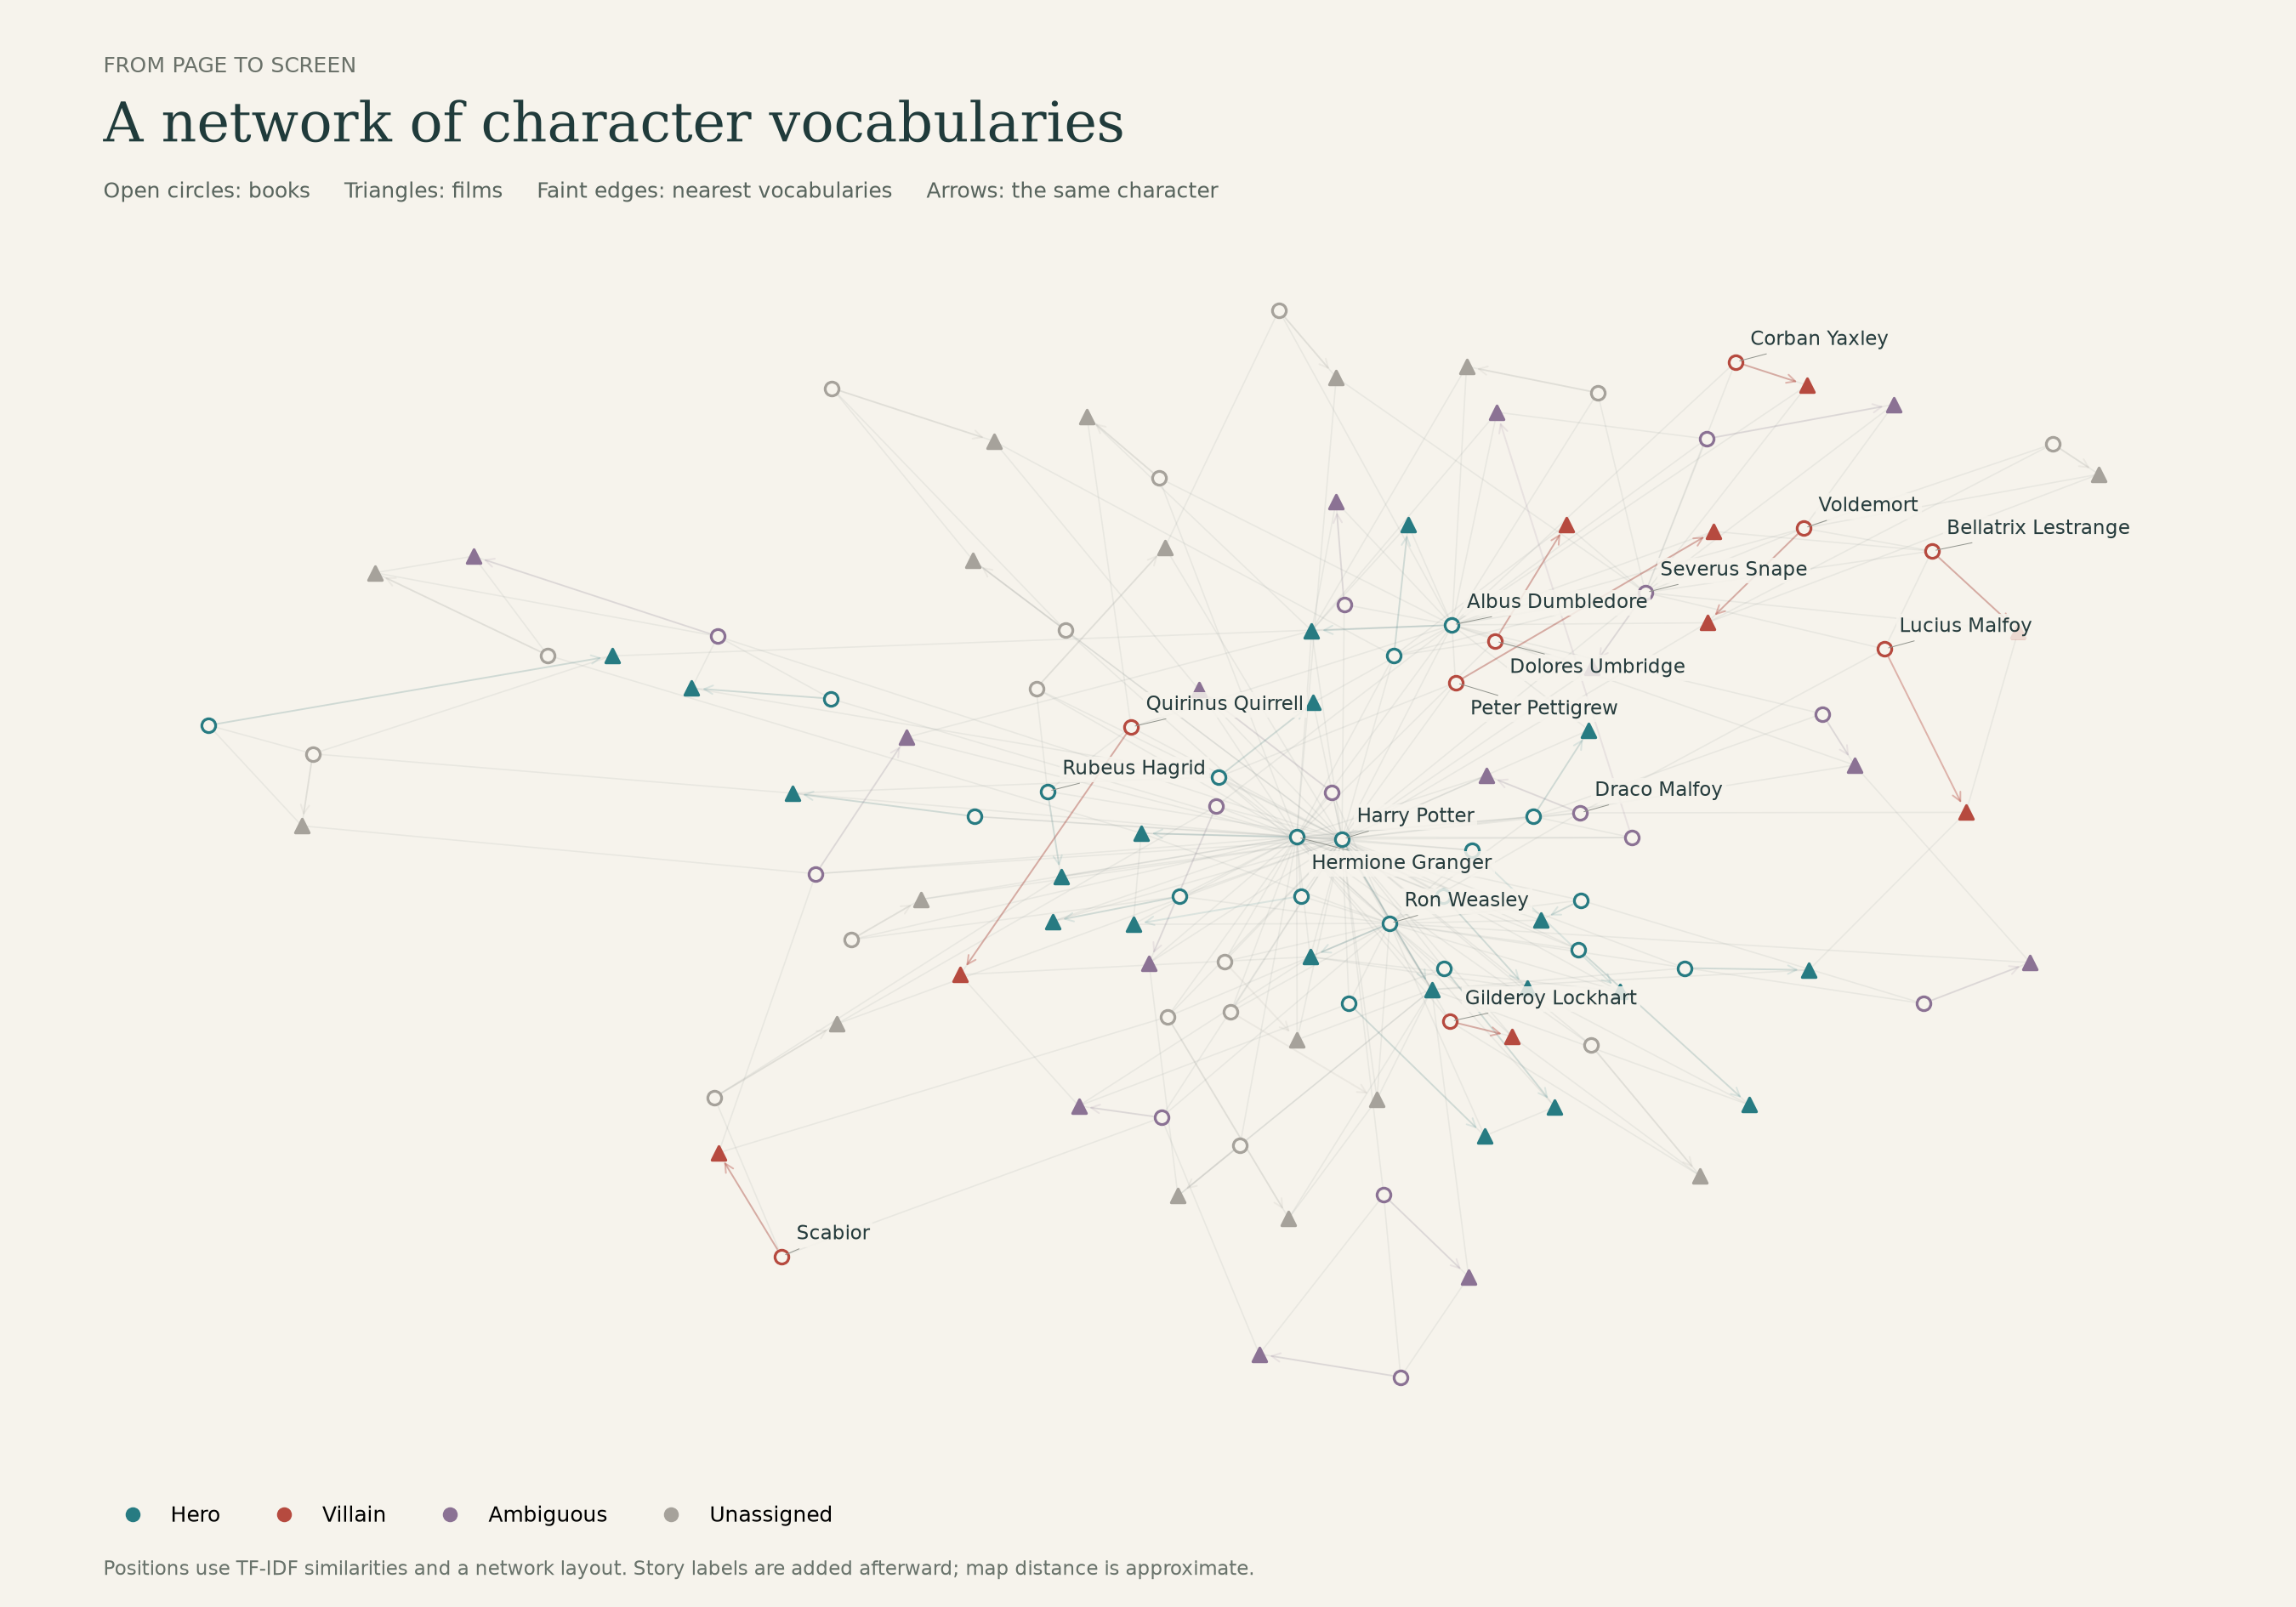 FROM PAGE TO SCREEN
A network of character vocabularies
Open circles: books Triangles: films Faint edges: nearest vocabularies Arrows: the same character
Corban Yaxley
Voldemort
Bellatrix Lestrange
Severus Snape
Albus Dumbledore
Lucius Malfoy
Dolores Umbridge
Quirinus Quirrell
Peter Pettigrew
Rubeus Hagrid
Draco Malfoy
Harry Potter
Hermione Granger
Ron Weasley
Gilderoy Lockhart
Scabior
Hero Villain Ambiguous Unassigned
Positions use TF-IDF similarities and a network layout. Story labels are added afterward; map distance is approximate.